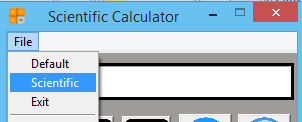 Scientific Calculator
File
Default
Scientific
Exit